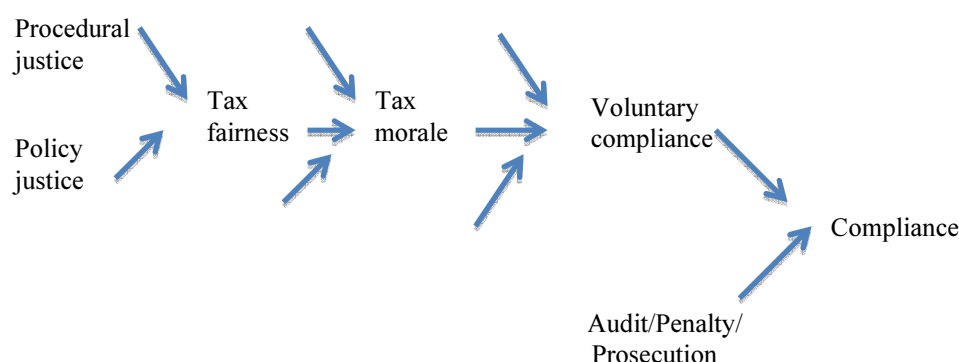 Procedural
justice
Policy
justice
Tax
fairness
Tax
morale
Voluntary
compliance
Compliance
Audit/Penalty/
Prosecution